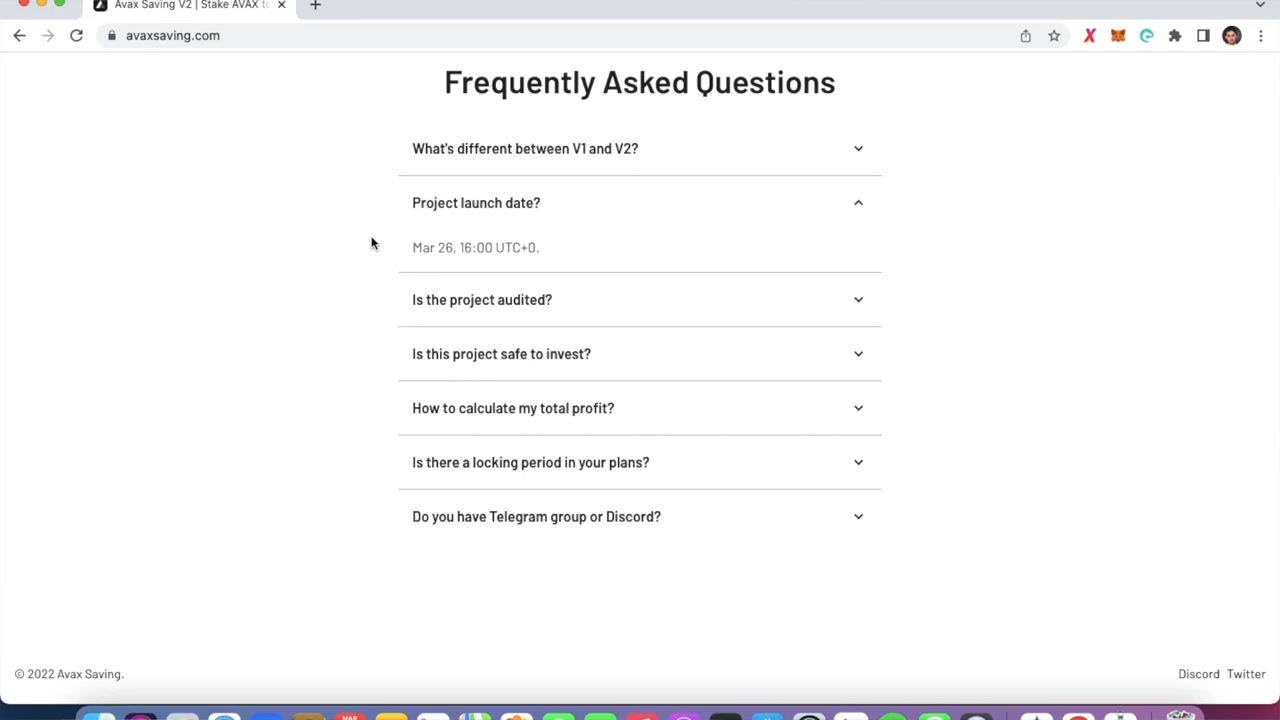 Avax Saving V2 | Stake AVAX to
avaxsaving.com
Frequently Asked Questions
What's different between V1 and V2?
Project launch date?
Mar 26, 16:00 UTC+0.
Is the project audited?
Is this project safe to invest?
How to calculate my total profit?
Is there a locking period in your plans?
Do you have Telegram group or Discord?
© 2022 Avax Saving.
Discord Twitter
MAR